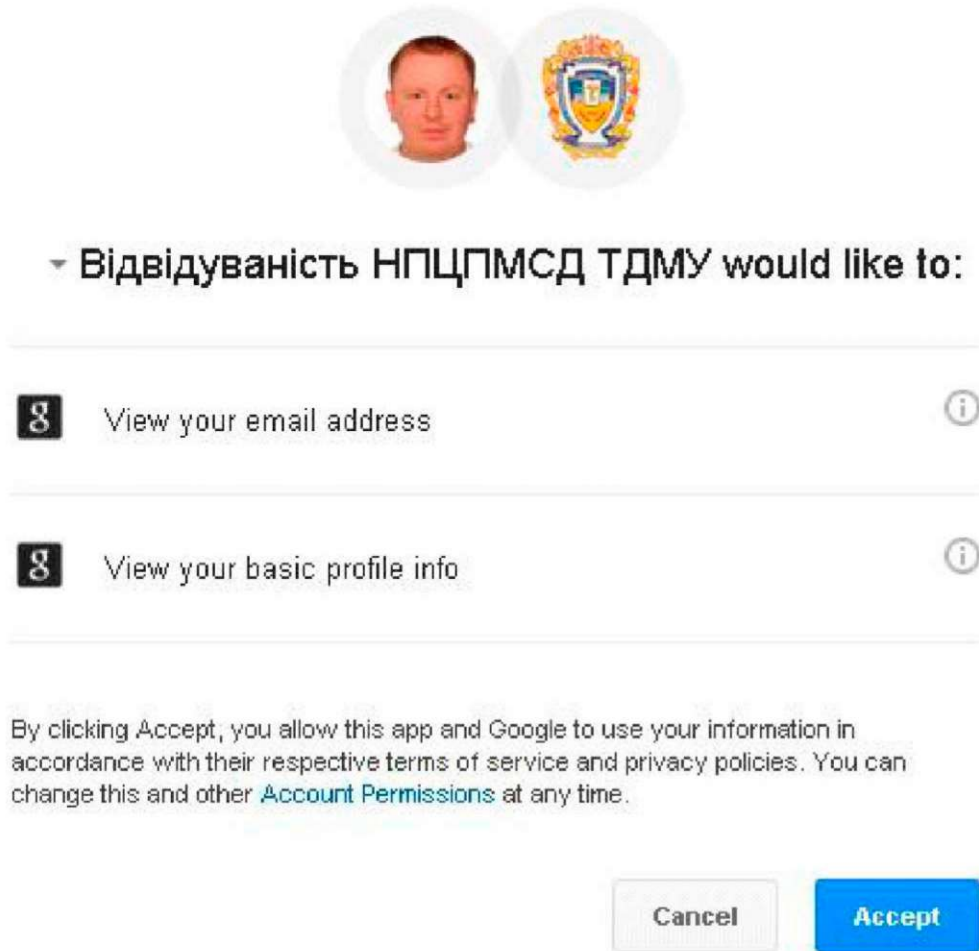 Відвідуваність НПЦПМСД ТДМУ would like to:
View your email address
View your basic profile info
By clicking Accept, you allow this app and Google to use your information in
accordance with their respective terms of service and privacy policies. You can
change this and other Account Permissions at any time.
Cancel
Accept